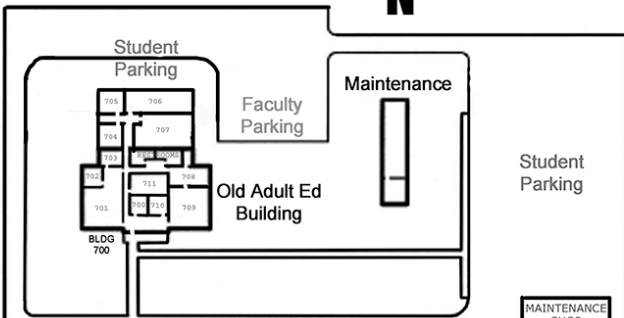 N
Student
Parking
Maintenance
Faculty
Parking
705
706
704
707
703
REST ROOMS
702
711
708
701
700
710
709
Old Adult Ed
Building
BLDG
700
Student
Parking
MAINTENANCE
SHOP